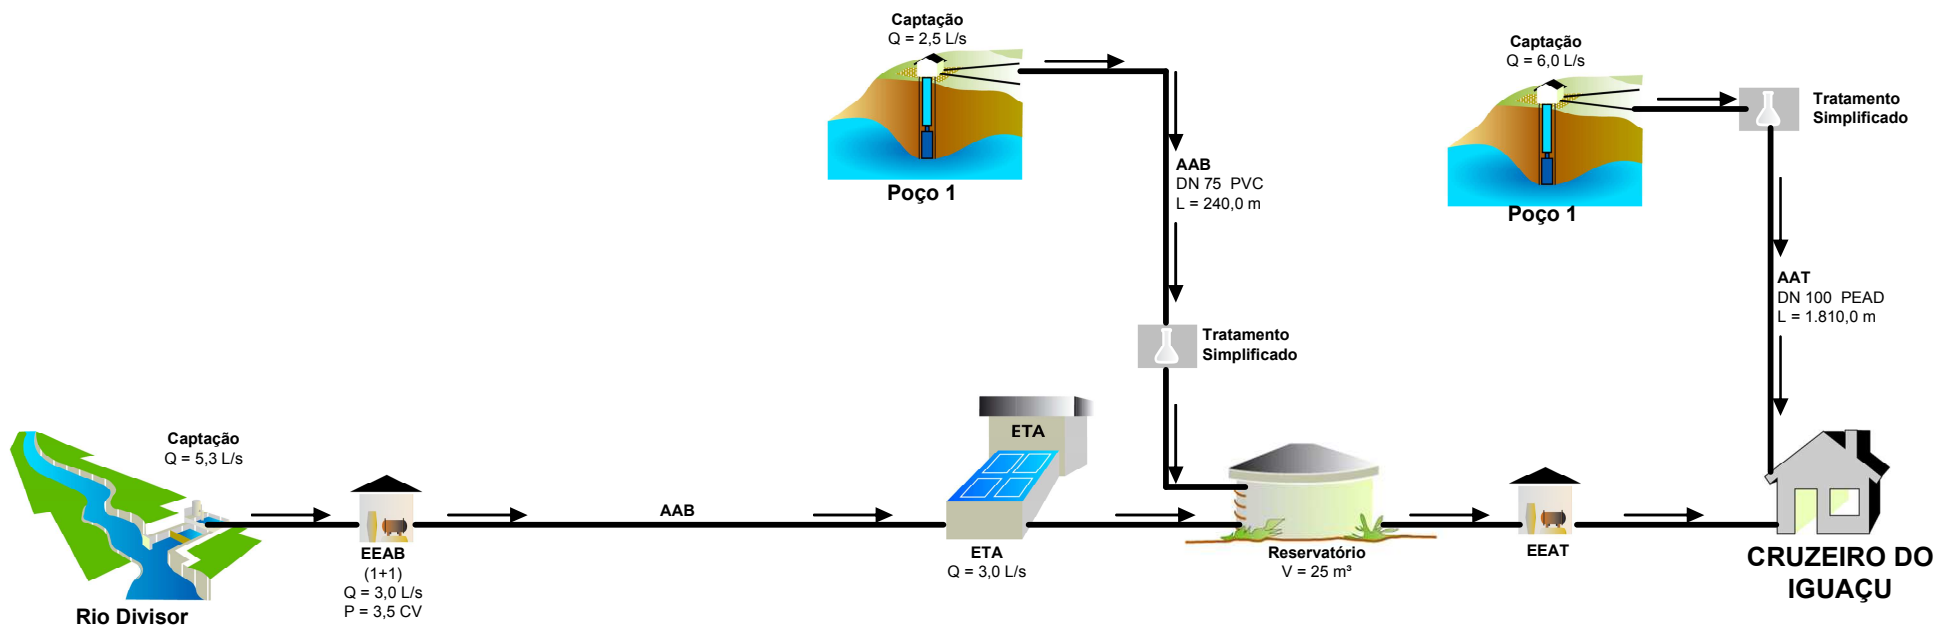 Captação
Q = 2,5 L/s
Poço 1
AAB
DN 75 PVC
L = 240,0 m
Tratamento
Simplificado
Captação
Q = 6,0 L/s
Poço 1
Tratamento
Simplificado
AAT
DN 100 PEAD
L = 1.810,0 m
Captação
Q = 5,3 L/s
Rio Divisor
EEAB
(1+1)
Q = 3,0 L/s
P = 3,5 CV
AAB
ETA
ETA
Q = 3,0 L/s
Reservatório
V = 25 m³
EEAT
CRUZEIRO DO
IGUAÇU